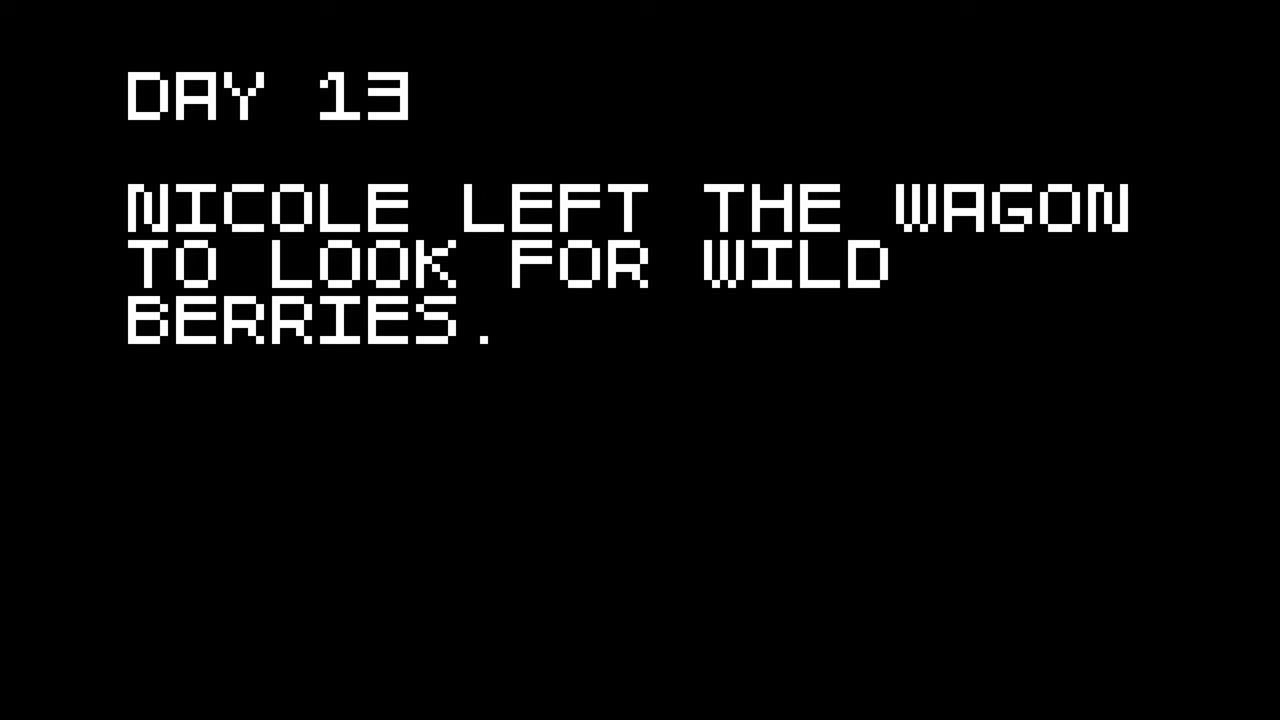 DAY 13
NICOLE LEFT THE WAGON
TO LOOK FOR WILD
BERRIES.